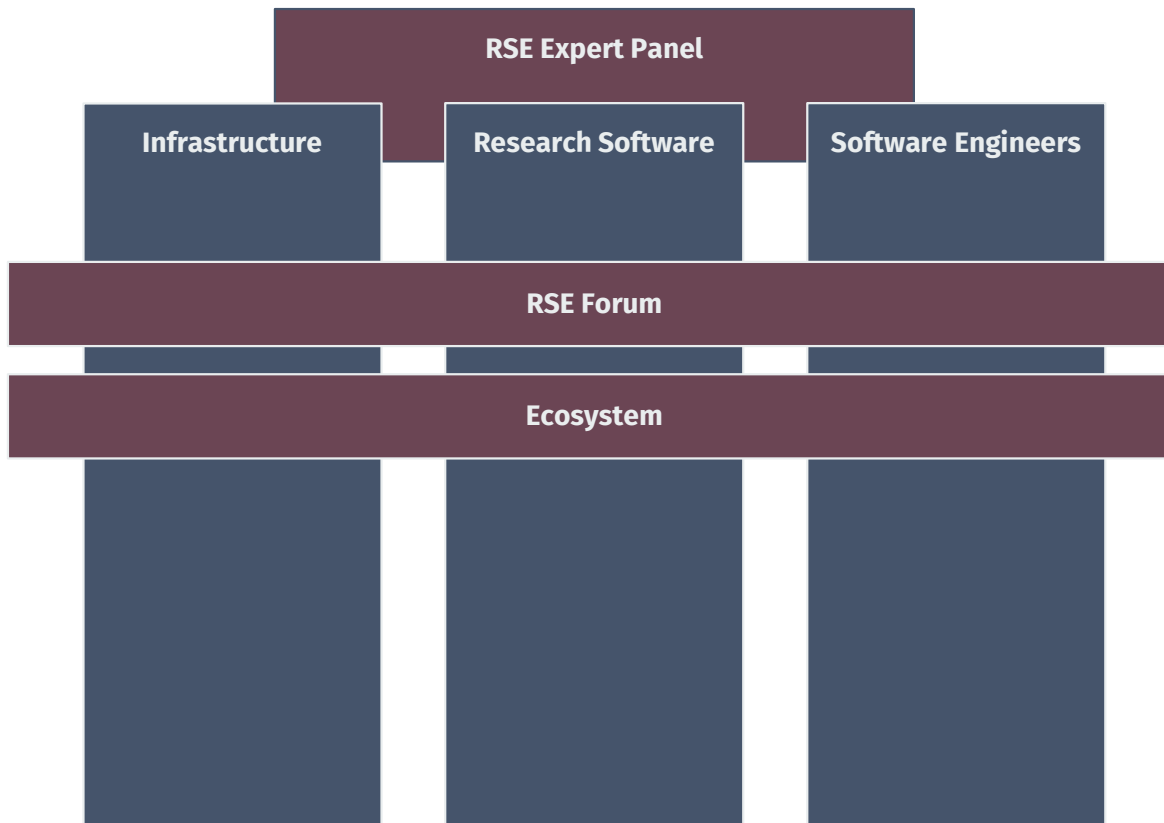 RSE Expert Panel
Infrastructure
Research Software
Software Engineers
RSE Forum
Ecosystem